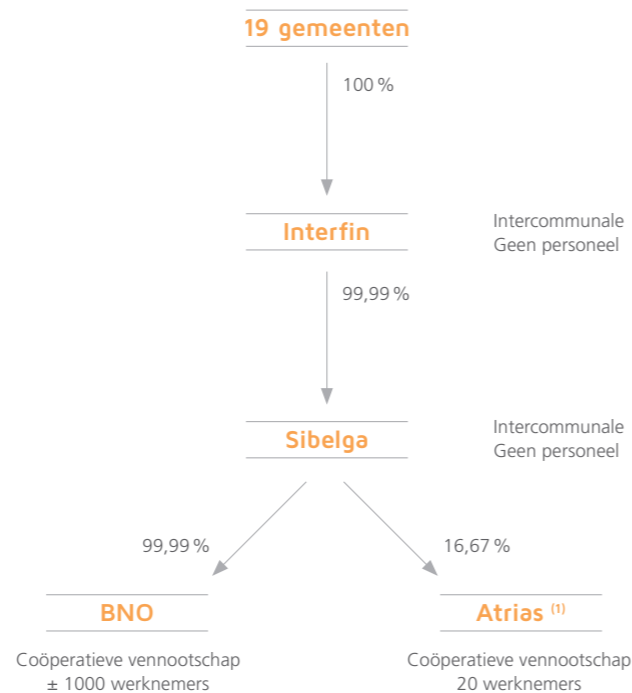 19 gemeenten
100 %
Interfin
Intercommunale
Geen personeel
99,99 %
Sibelga
Intercommunale
Geen personeel
99,99 %
16,67 %
BNO
Coöperatieve vennootschap
± 1000 werknemers
Atrias (1)
Coöperatieve vennootschap
20 werknemers